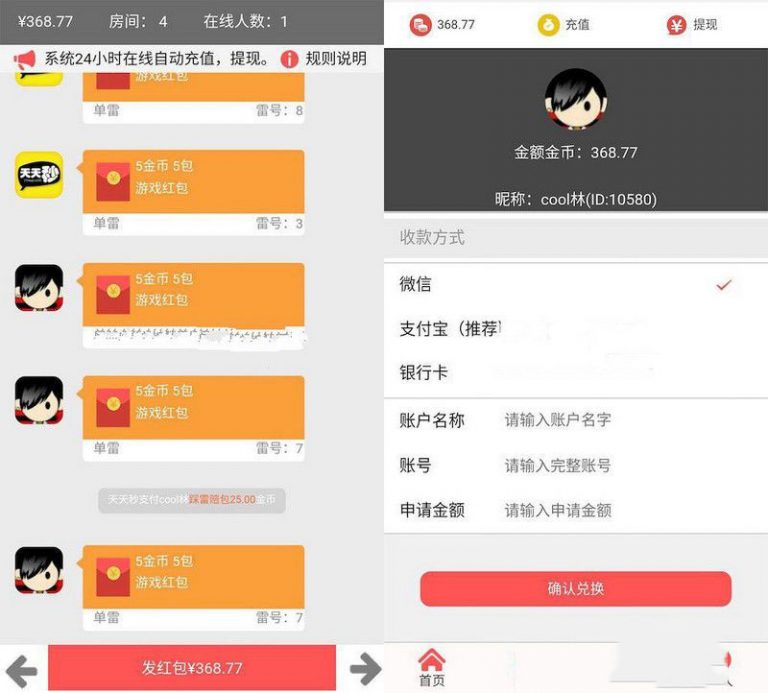 ¥368.77 房间： 4 在线人数：1
系统24小时在线自动充值，提现。 规则说明
游戏红包
单雷 雷号：8
天天秒
5金币 5包
游戏红包
单雷 雷号：3
5金币 5包
游戏红包
5金币 5包
游戏红包
单雷 雷号：7
天天秒支付cool林踩雷赔包25.00金币
5金币 5包
游戏红包
单雷 雷号：7
发红包¥368.77
368.77 充值 提现
金额金币：368.77
昵称：cool林(ID:10580)
收款方式
微信
支付宝（推荐）
银行卡
账户名称 请输入账户名字
账号 请输入完整账号
申请金额 请输入申请金额
确认兑换
首页